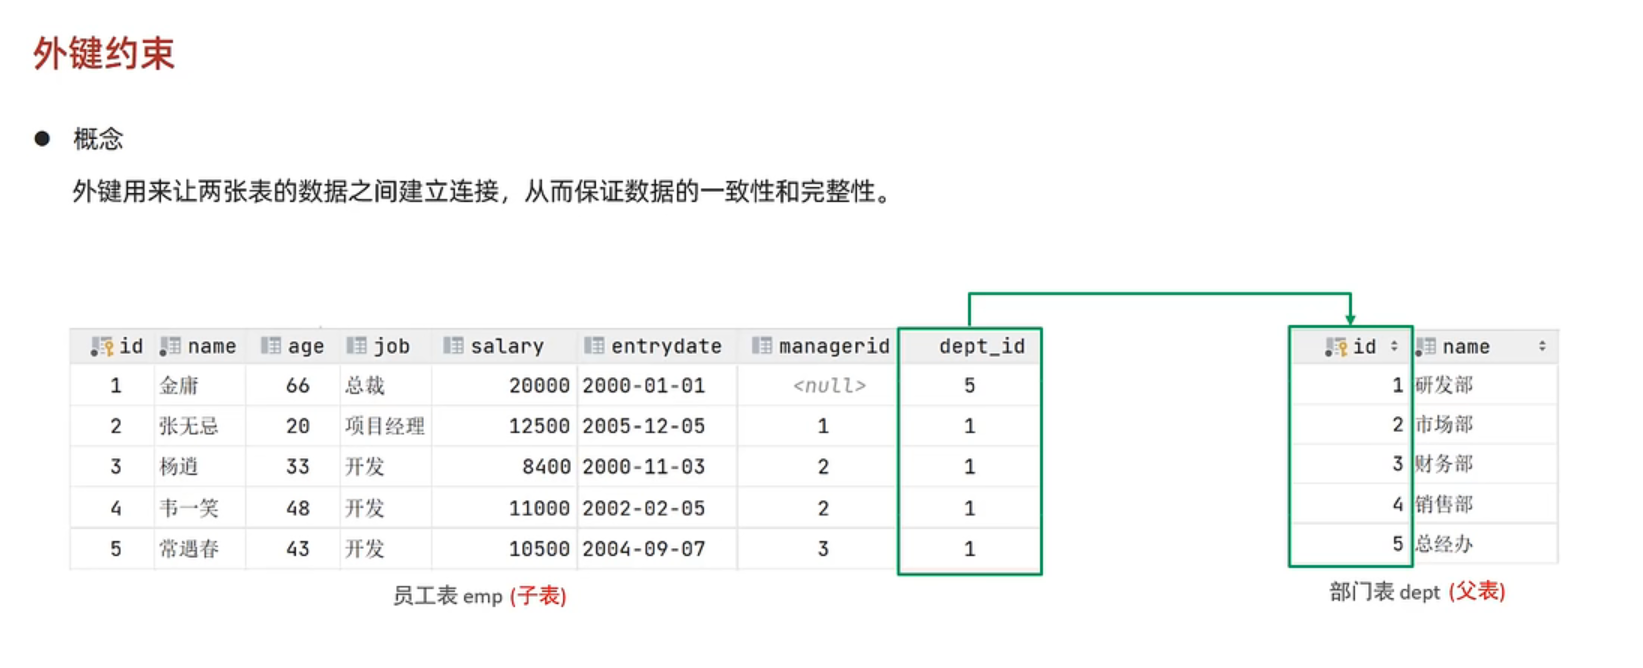 外键约束
● 概念
外键用来让两张表的数据之间建立连接，从而保证数据的一致性和完整性。
id name age job salary entrydate managerid dept_id
1 金庸 66 总裁 20000 2000-01-01 <null> 5
2 张无忌 20 项目经理 12500 2005-12-05 1 1
3 杨逍 33 开发 8400 2000-11-03 2 1
4 韦一笑 48 开发 11000 2002-02-05 2 1
5 常遇春 43 开发 10500 2004-09-07 3 1
员工表 emp (子表)
id name
1 研发部
2 市场部
3 财务部
4 销售部
5 总经办
部门表 dept (父表)